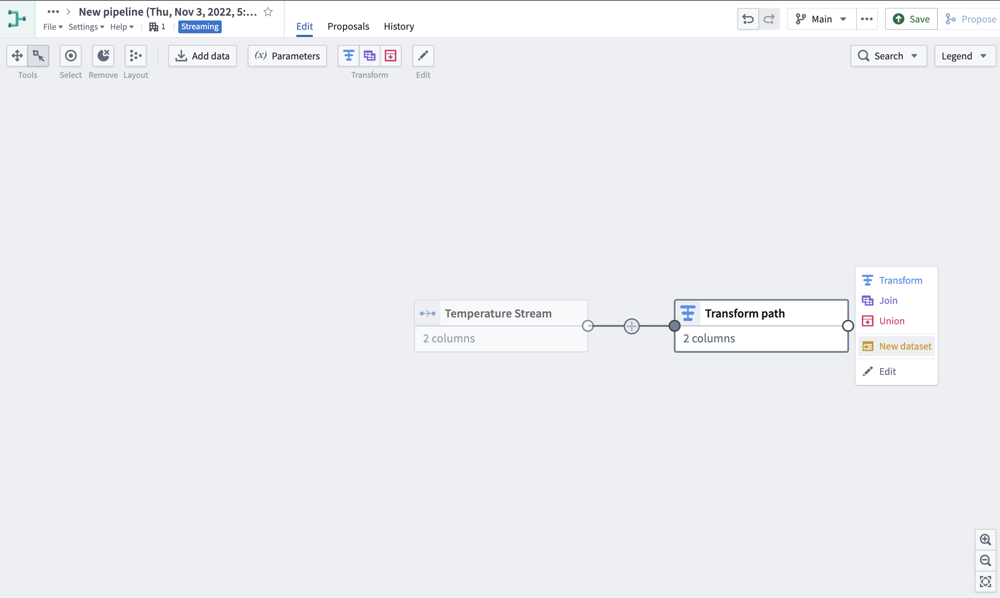 New pipeline (Thu, Nov 3, 2022, 5:...
File Settings Help 1 Streaming
Edit Proposals History
Main
Save
Propose
Add data
(x) Parameters
Search
Legend
Tools Select Remove Layout Transform Edit
Temperature Stream
2 columns
Transform path
2 columns
Transform
Join
Union
New dataset
Edit